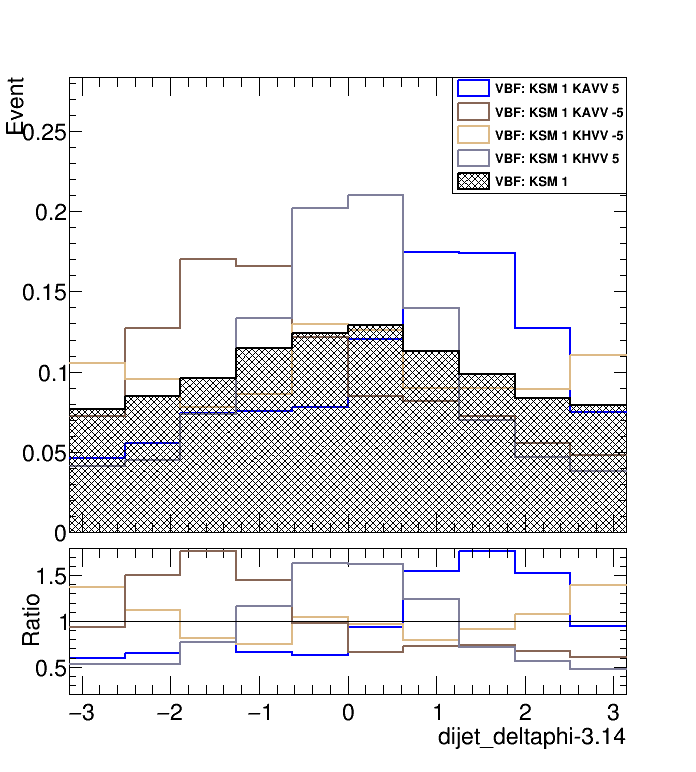 Event
VBF: KSM 1 KAVV 5
VBF: KSM 1 KAVV -5
VBF: KSM 1 KHVV -5
VBF: KSM 1 KHVV 5
VBF: KSM 1
0.25
0.2
0.15
0.1
0.05
0
Ratio
1.5
1
0.5
−3 −2 −1 0 1 2 3
dijet_deltaphi-3.14